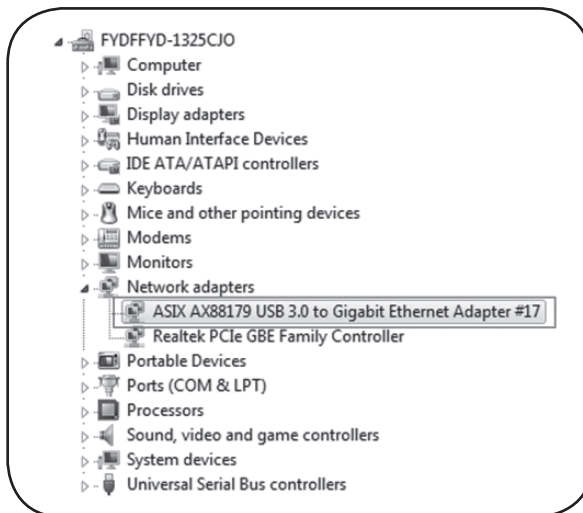 FYDFFYD-1325CJO
Computer
Disk drives
Display adapters
Human Interface Devices
IDE ATA/ATAPI controllers
Keyboards
Mice and other pointing devices
Modems
Monitors
Network adapters
ASIX AX88179 USB 3.0 to Gigabit Ethernet Adapter #17
Realtek PCIe GBE Family Controller
Portable Devices
Ports (COM & LPT)
Processors
Sound, video and game controllers
System devices
Universal Serial Bus controllers